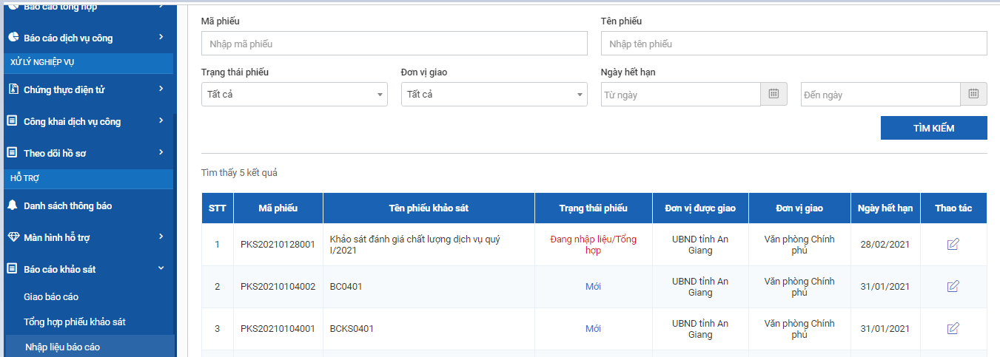 Báo cáo tổng hợp
Báo cáo dịch vụ công
XỬ LÝ NGHIỆP VỤ
Chứng thực điện tử
Công khai dịch vụ công
Theo dõi hồ sơ
HỖ TRỢ
Danh sách thông báo
Màn hình hỗ trợ
Báo cáo khảo sát
Giao báo cáo
Tổng hợp phiếu khảo sát
Nhập liệu báo cáo
Mã phiếu
Tên phiếu
Nhập mã phiếu
Nhập tên phiếu
Trạng thái phiếu
Đơn vị giao
Ngày hết hạn
Tất cả
Tất cả
Từ ngày
Đến ngày
TÌM KIẾM
Tìm thấy 5 kết quả
STT Mã phiếu Tên phiếu khảo sát Trạng thái phiếu Đơn vị được giao Đơn vị giao Ngày hết hạn Thao tác
1 PKS20210128001 Khảo sát đánh giá chất lượng dịch vụ quý Đang nhập liệu/Tổng UBND tỉnh An Văn phòng Chính 28/02/2021
I/2021 hợp Giang phủ
2 PKS20210104002 BC0401 Mới UBND tỉnh An Văn phòng Chính 31/01/2021
Giang phủ
3 PKS20210104001 BCKS0401 Mới UBND tỉnh An Văn phòng Chính 31/01/2021
Giang phủ